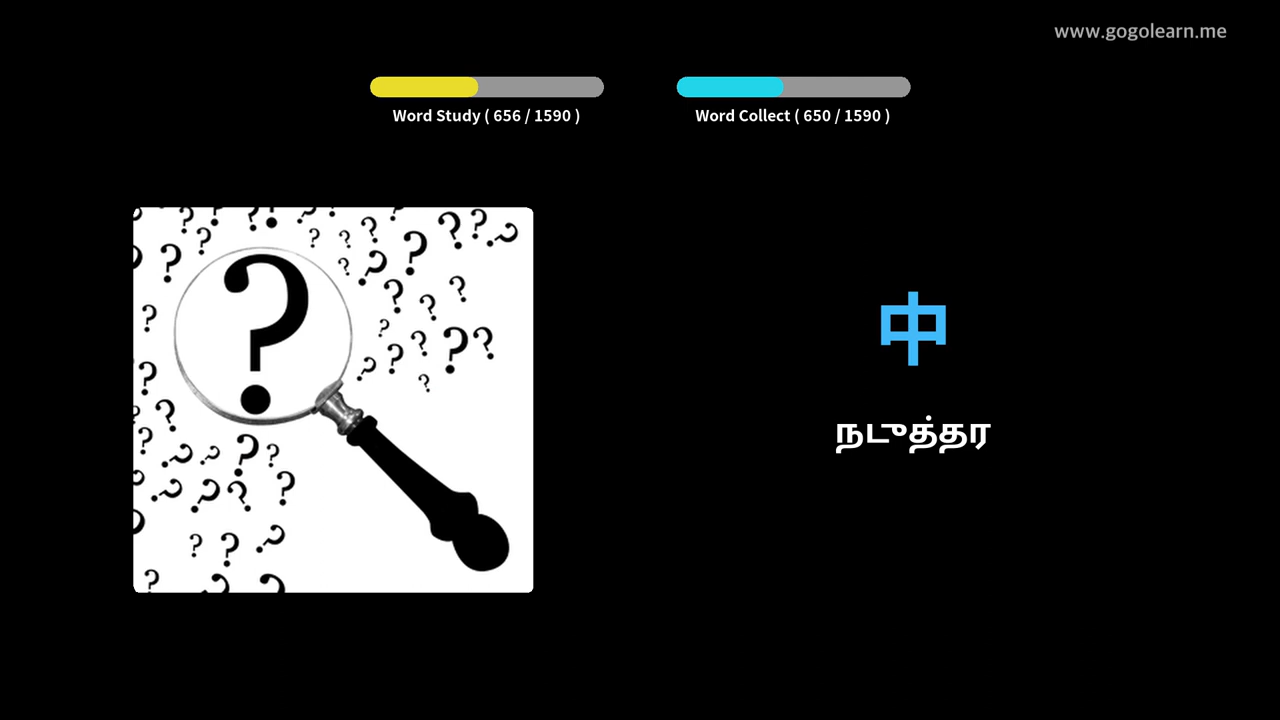 www.gogolearn.me
Word Study ( 656 / 1590 )
Word Collect ( 650 / 1590 )
中
நடுத்தர